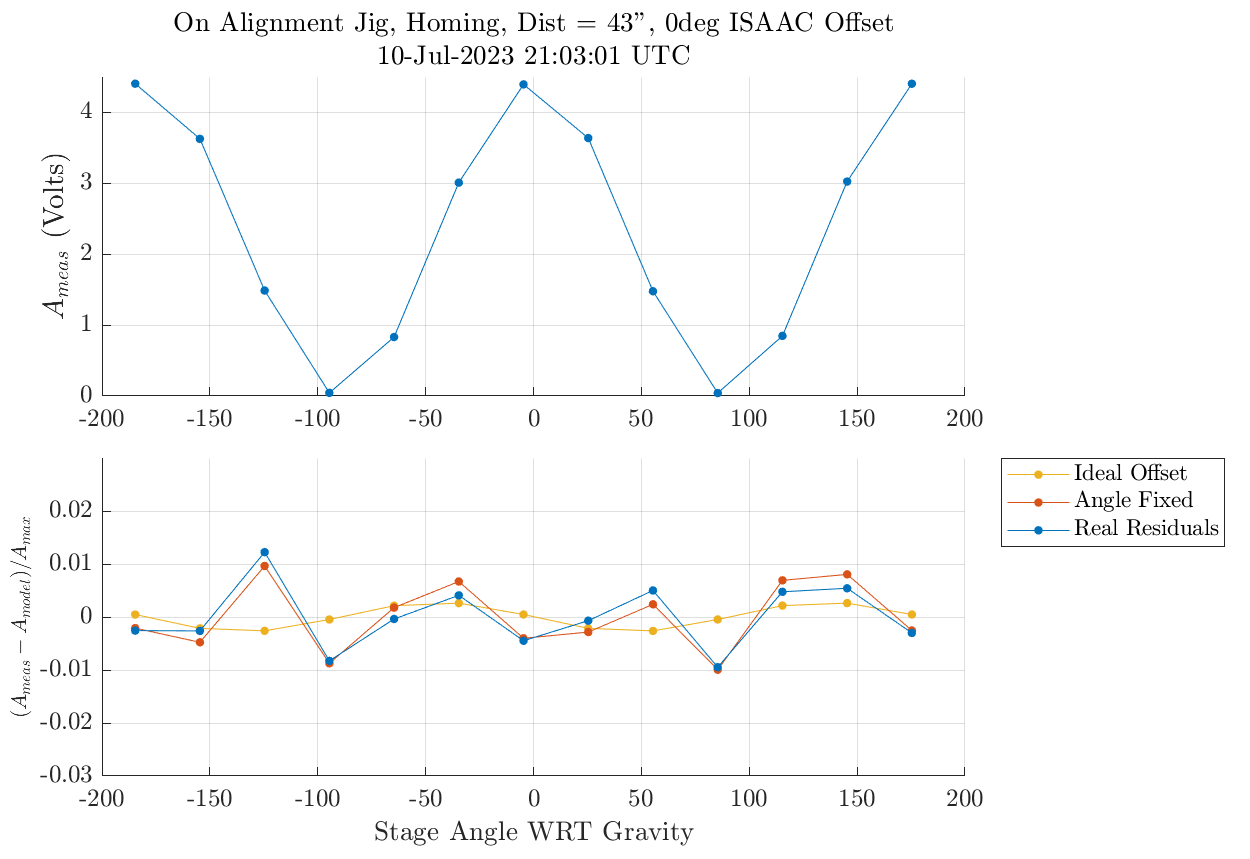 On Alignment Jig, Homing, Dist = 43”, 0deg ISAAC Offset
10-Jul-2023 21:03:01 UTC
A_meas (Volts)
4
3
2
1
0
-200 -150 -100 -50 0 50 100 150 200
(A_meas − A_model)/A_max
0.02
0.01
0
-0.01
-0.02
-0.03
-200 -150 -100 -50 0 50 100 150 200
Stage Angle WRT Gravity
Ideal Offset
Angle Fixed
Real Residuals